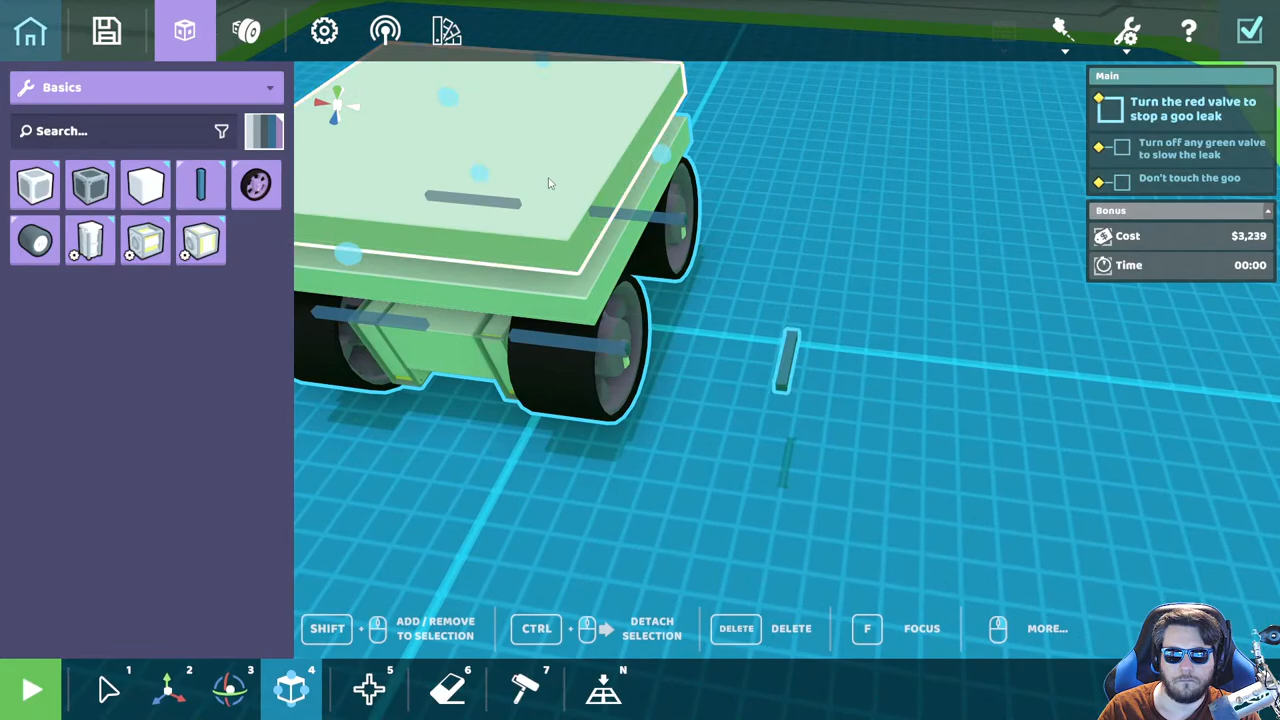 Basics
Search...
Main
Turn the red valve to
stop a goo leak
Turn off any green valve
to slow the leak
Don't touch the goo
Bonus
Cost $3,239
Time 00:00
SHIFT + ADD / REMOVE
TO SELECTION
CTRL + DETACH
SELECTION
DELETE DELETE
F FOCUS
MORE...
1 2 3 4 5 6 7 N